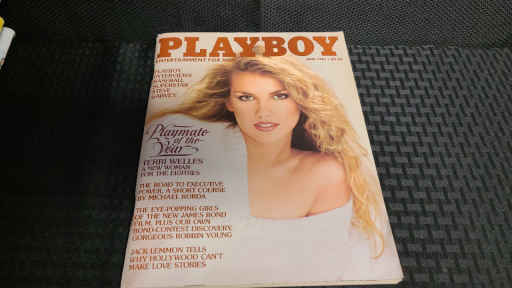 PLAYBOY
ENTERTAINMENT FOR MEN
JUNE 1981
PLAYBOY
INTERVIEWS
BASEBALL
SUPERSTAR
STEVE
GARVEY
Playmate
of the
Year
TERRI WELLES
A NEW WOMAN
FOR THE EIGHTIES
THE ROAD TO EXECUTIVE
POWER, A SHORT COURSE
BY MICHAEL KORDA
THE EYE-POPPING GIRLS
OF THE NEW JAMES BOND
FILM. PLUS OUR OWN
BOND-CONTEST DISCOVERY,
GORGEOUS ROBBIN YOUNG
JACK LEMMON TELLS
WHY HOLLYWOOD CAN'T
MAKE LOVE STORIES